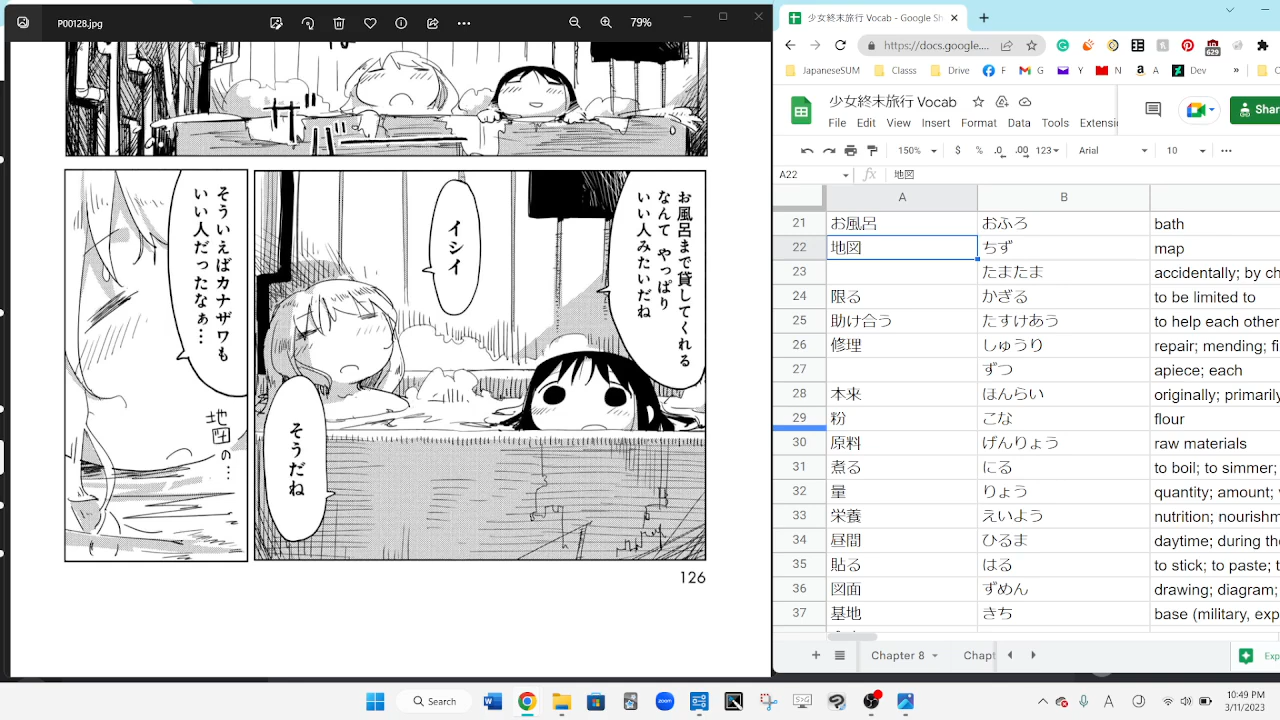 P00128.jpg
79%
ザバ
お風呂まで貸してくれる
なんて やっぱり
いい人みたいだね
イシイ
そうだね
そういえばカナザワも
いい人だったなぁ…
地図の…
126
少女終末旅行 Vocab - Google Sh
https://docs.google....
629
JapaneseSUM
Classs
Drive
F
G
Y
N
A
Dev
少女終末旅行 Vocab
File Edit View Insert Format Data Tools Extensi
Shar
150% $ % .0 .00 123 Arial 10
A22
fx 地図
A B
21 お風呂 おふろ bath
22 地図 ちず map
23 たまたま accidentally; by ch
24 限る かぎる to be limited to
25 助け合う たすけあう to help each other
26 修理 しゅうり repair; mending; fi
27 ずつ apiece; each
28 本来 ほんらい originally; primarily
29 粉 こな flour
30 原料 げんりょう raw materials
31 煮る にる to boil; to simmer;
32 量 りょう quantity; amount;
33 栄養 えいよう nutrition; nourishm
34 昼間 ひるま daytime; during the
35 貼る はる to stick; to paste; t
36 図面 ずめん drawing; diagram;
37 基地 きち base (military, exp
Chapter 8
Chapt
Exp
Search
zoom
10:49 PM